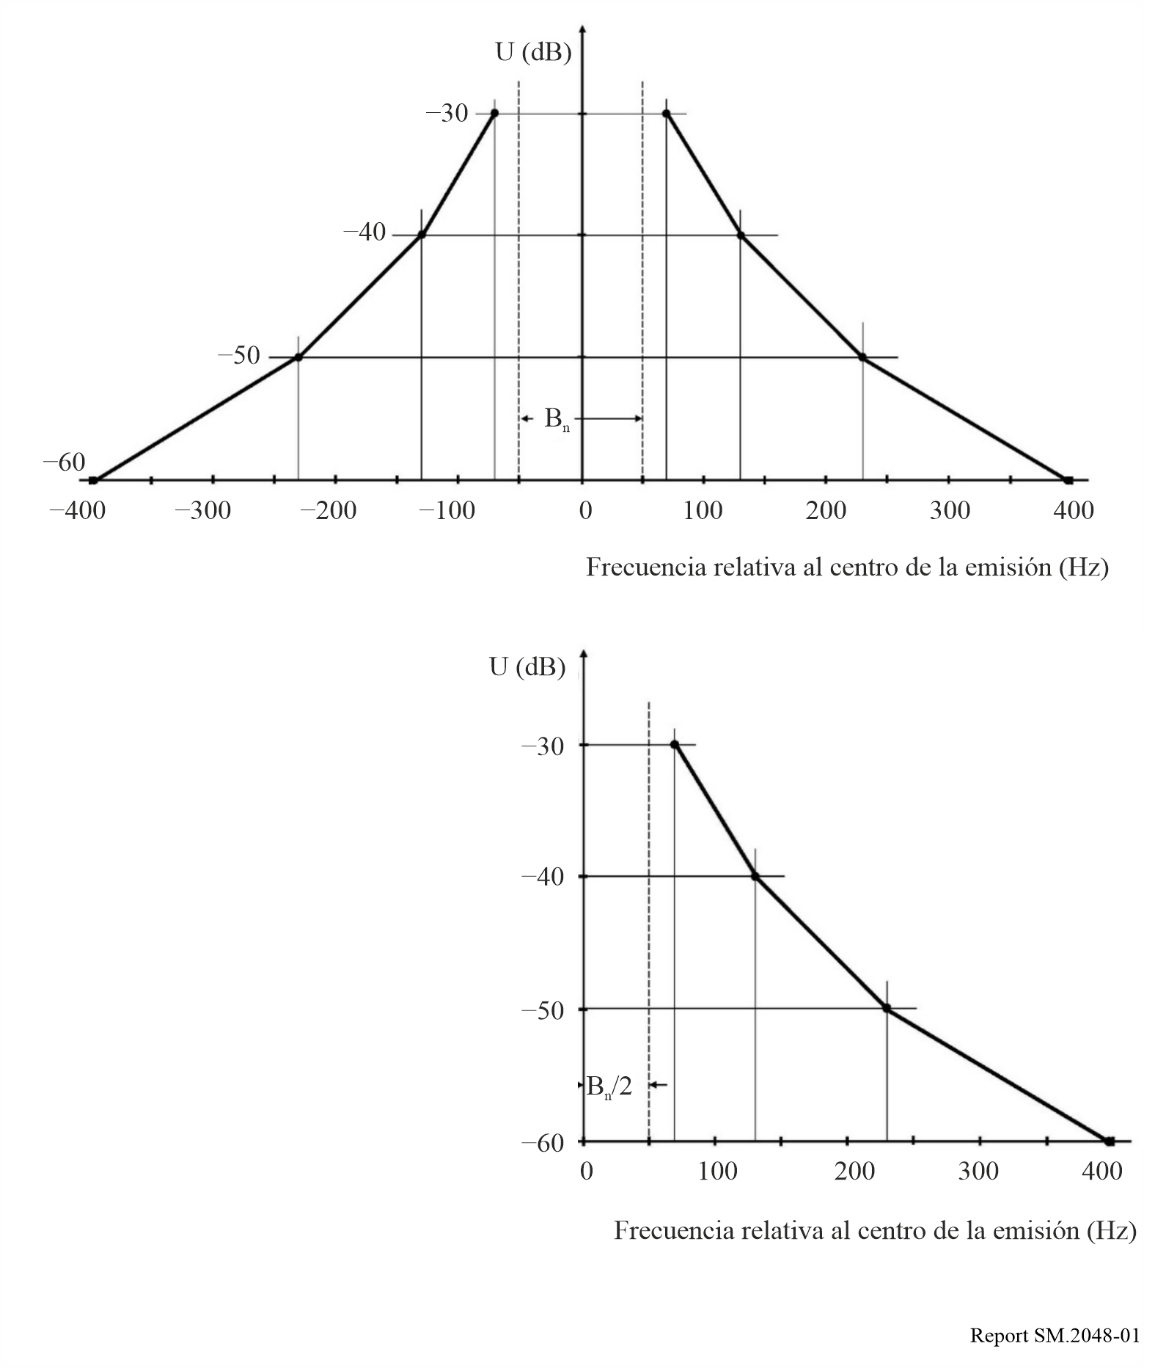 U (dB)
−30
−40
−50
−60
Bn
−400 −300 −200 −100 0 100 200 300 400
Frecuencia relativa al centro de la emisión (Hz)
U (dB)
−30
−40
−50
Bn/2
−60
0 100 200 300 400
Frecuencia relativa al centro de la emisión (Hz)
Report SM.2048-01